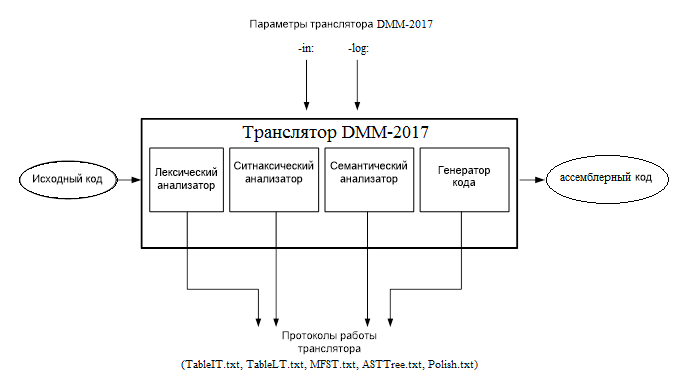 Параметры транслятора DMM-2017
-in: -log:
Транслятор DMM-2017
Исходный код
Лексический
анализатор
Ситнаксический
анализатор
Семантический
анализатор
Генератор
кода
ассемблерный код
Протоколы работы
транслятора
(TableIT.txt, TableLT.txt, MFST.txt, ASTTree.txt, Polish.txt)